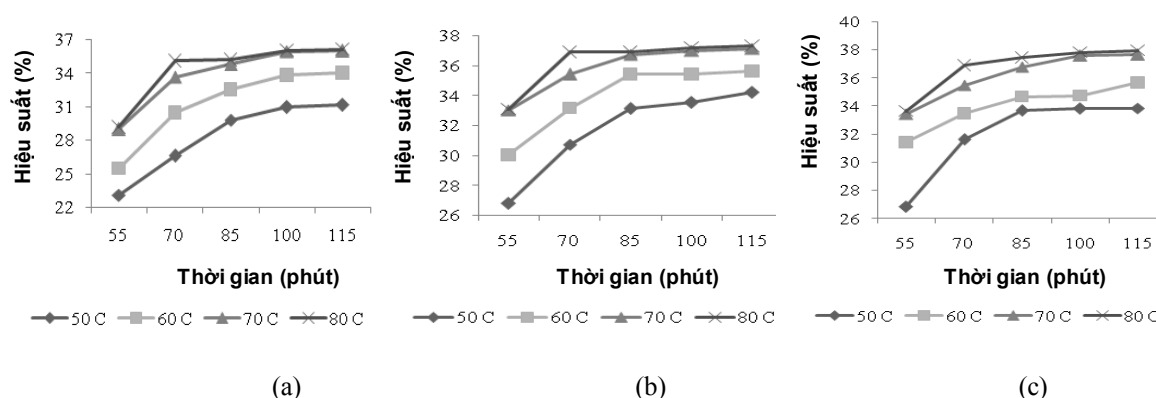 Hiệu suất (%)
37
34
31
28
25
22
55 70 85 100 115
Thời gian (phút)
50 C 60 C 70 C 80 C
(a)
Hiệu suất (%)
38
36
34
32
30
28
26
55 70 85 100 115
Thời gian (phút)
50 C 60 C 70 C 80 C
(b)
Hiệu suất (%)
40
38
36
34
32
30
28
26
55 70 85 100 115
Thời gian (phút)
50 C 60 C 70 C 80 C
(c)